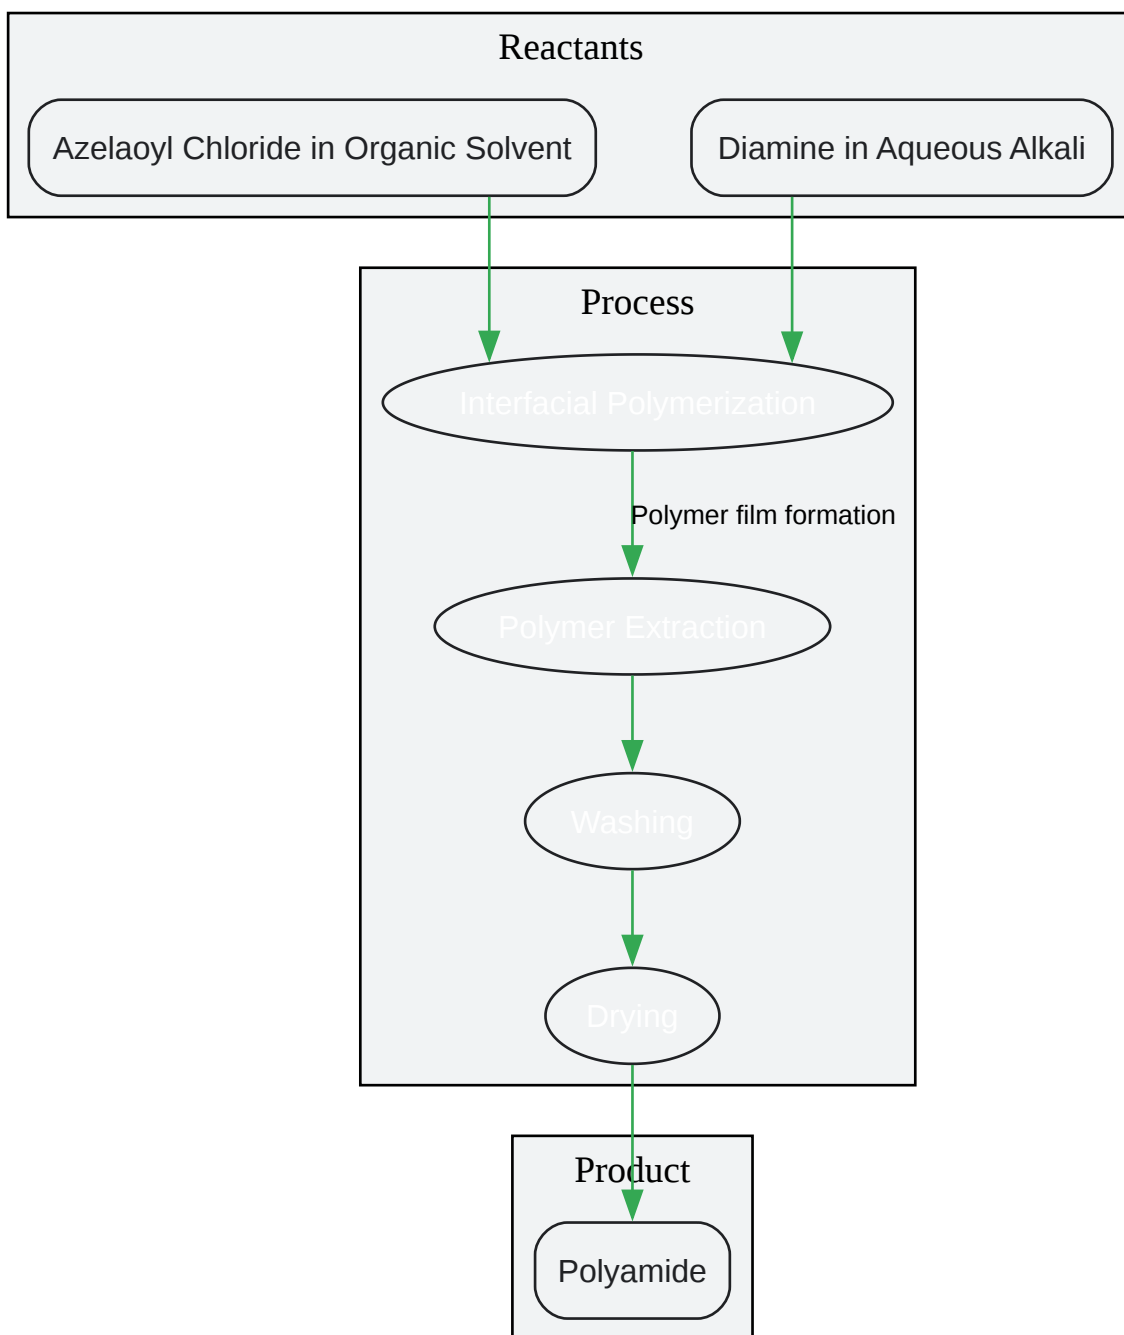 Reactants
Azelaoyl Chloride in Organic Solvent
Diamine in Aqueous Alkali
Process
Interfacial Polymerization
Polymer film formation
Polymer Extraction
Washing
Drying
Product
Polyamide